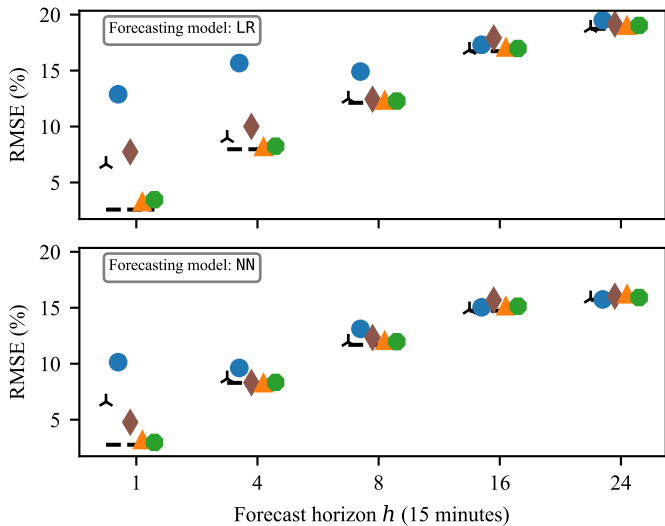 RMSE (%)
20
15
10
5
Forecasting model: LR
RMSE (%)
20
15
10
5
Forecasting model: NN
1 4 8 16 24
Forecast horizon h (15 minutes)